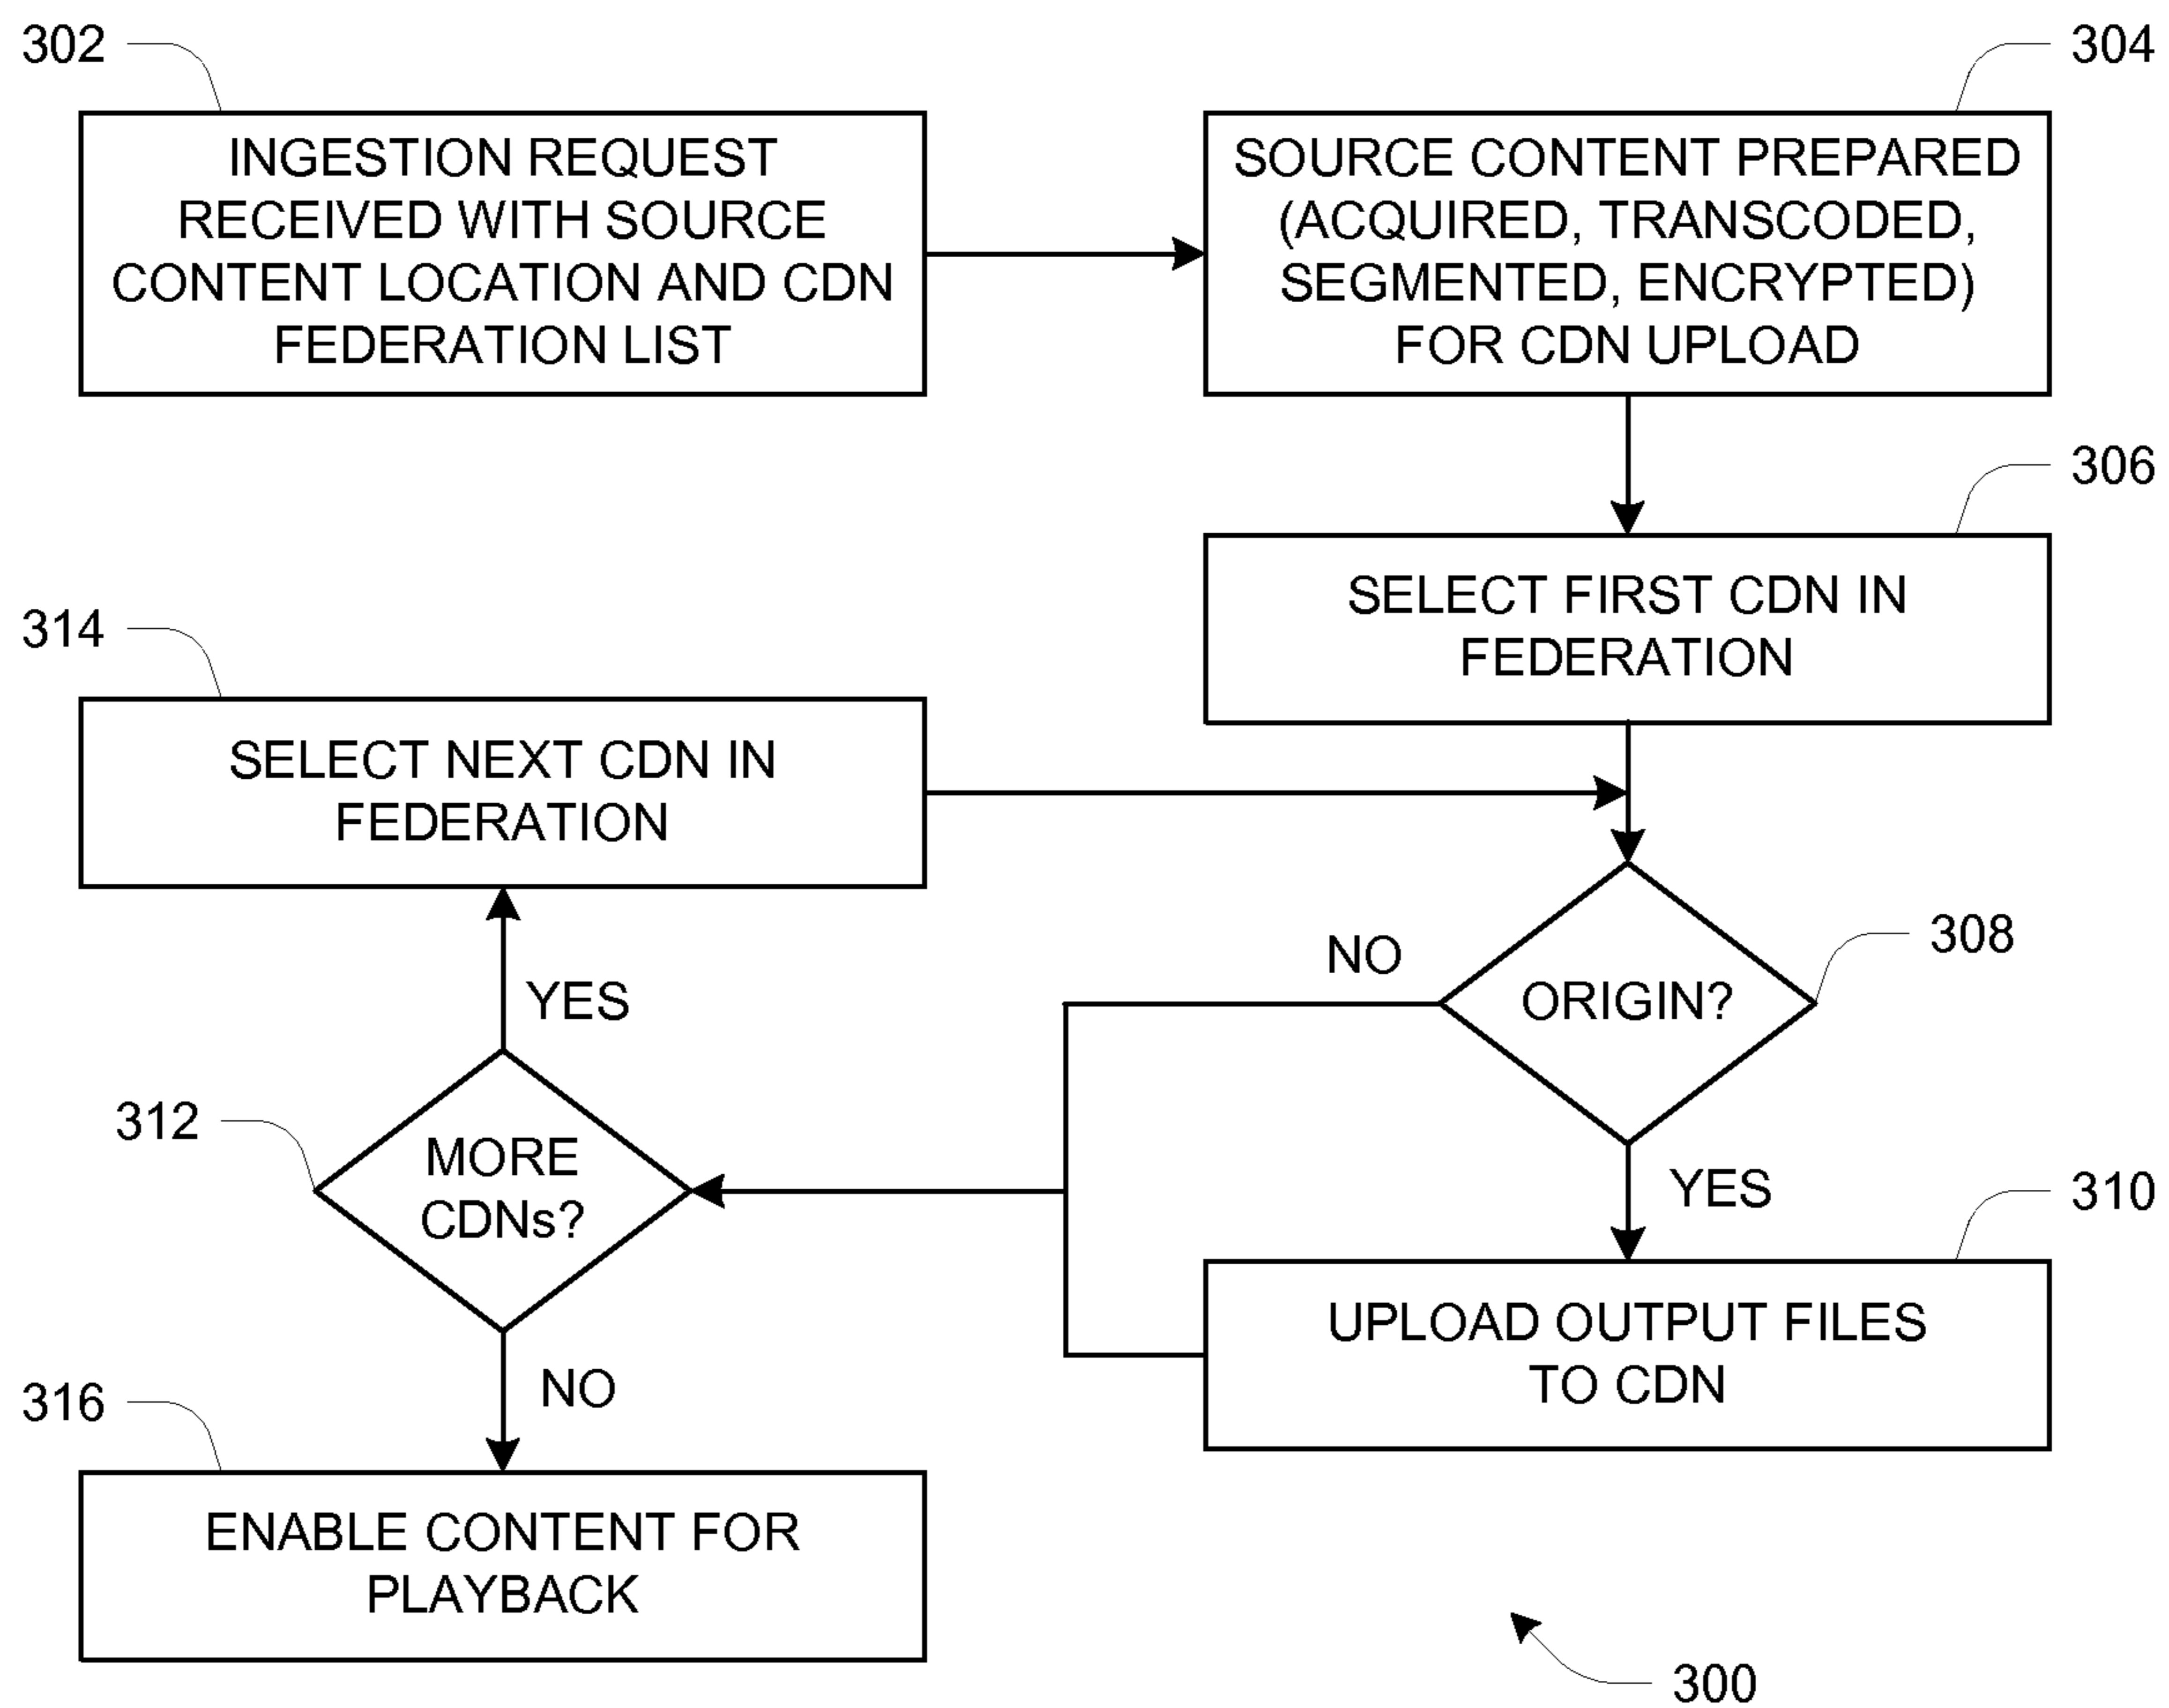 302
INGESTION REQUEST
RECEIVED WITH SOURCE
CONTENT LOCATION AND CDN
FEDERATION LIST
304
SOURCE CONTENT PREPARED
(ACQUIRED, TRANSCODED,
SEGMENTED, ENCRYPTED)
FOR CDN UPLOAD
306
SELECT FIRST CDN IN
FEDERATION
314
SELECT NEXT CDN IN
FEDERATION
308
ORIGIN?
NO
YES
310
UPLOAD OUTPUT FILES
TO CDN
312
MORE
CDNs?
YES
NO
316
ENABLE CONTENT FOR
PLAYBACK
300